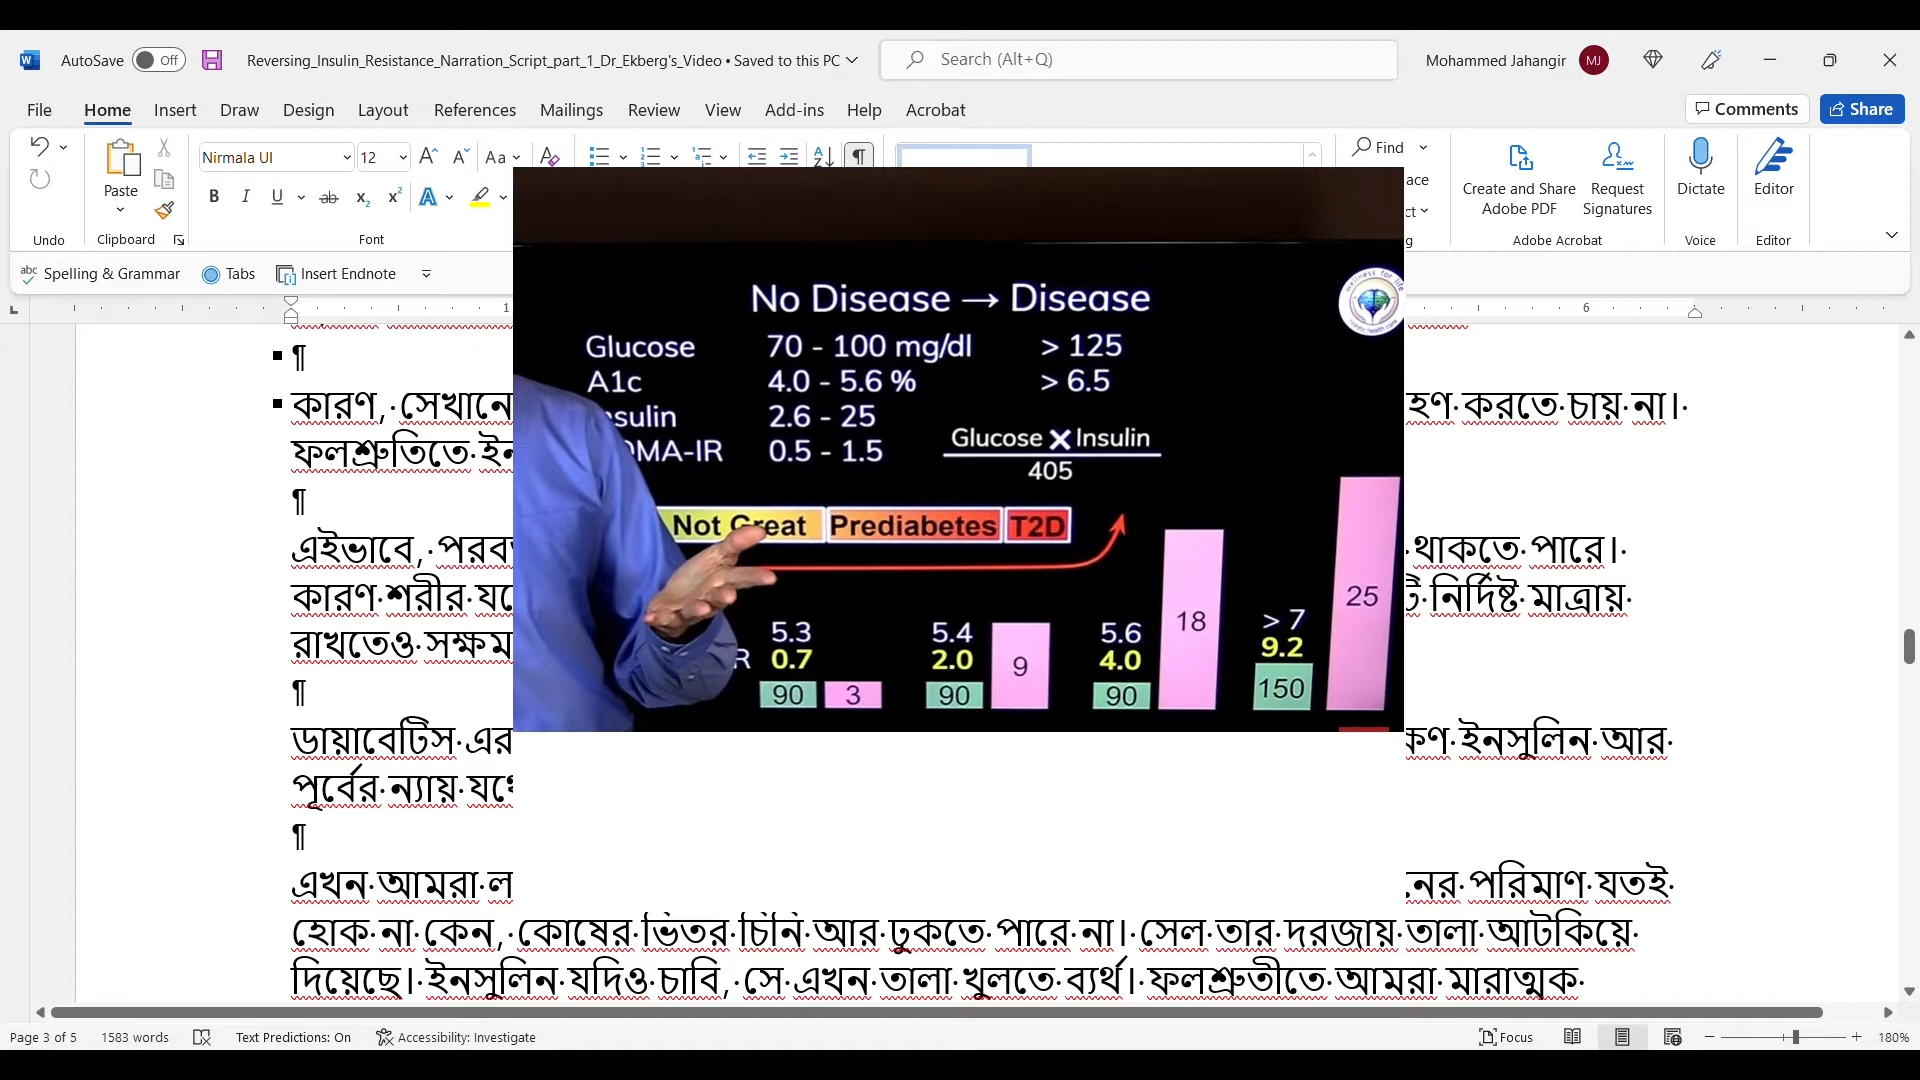 AutoSave Off Reversing_Insulin_Resistance_Narration_Script_part_1_Dr_Ekberg's_Video • Saved to this PC Search (Alt+Q) Mohammed Jahangir MJ
File Home Insert Draw Design Layout References Mailings Review View Add-ins Help Acrobat Comments Share
Nirmala UI 12 Aa Find
Paste Create and Share Adobe PDF Request Signatures Dictate Editor
Undo Clipboard Font Adobe Acrobat Voice Editor
Spelling & Grammar Tabs Insert Endnote
1 6
No Disease → Disease
Glucose 70 - 100 mg/dl > 125
A1c 4.0 - 5.6 % > 6.5
2.6 - 25
0.5 - 1.5
Glucose X Insulin
405
Not Great Prediabetes T2D
5.3 5.4 5.6 > 7
0.7 2.0 4.0 9.2
90 3 90 9 90 18 150 25
¶
কারণ, সেখানে
করতে চায় না।
ফলশ্রুতিতে
¶
এইভাবে,
থাকতে পারে।
কারণ শরীর
নির্দিষ্ট মাত্রায়
রাখতেও সক্ষম
¶
ডায়াবেটিস এর
ইনসুলিন আর
পূর্বের ন্যায়
¶
এখন আমরা
পরিমাণ যতই
হোক না কেন, কোষের ভিতর চিনি আর ঢুকতে পারে না। সেল তার দরজায় তালা আটকিয়ে
দিয়েছে। ইনসুলিন যদিও চাবি, সে এখন তালা খুলতে ব্যর্থ। ফলশ্রুতীতে আমরা মারাত্মক
Page 3 of 5 1583 words Text Predictions: On Accessibility: Investigate Focus 180%